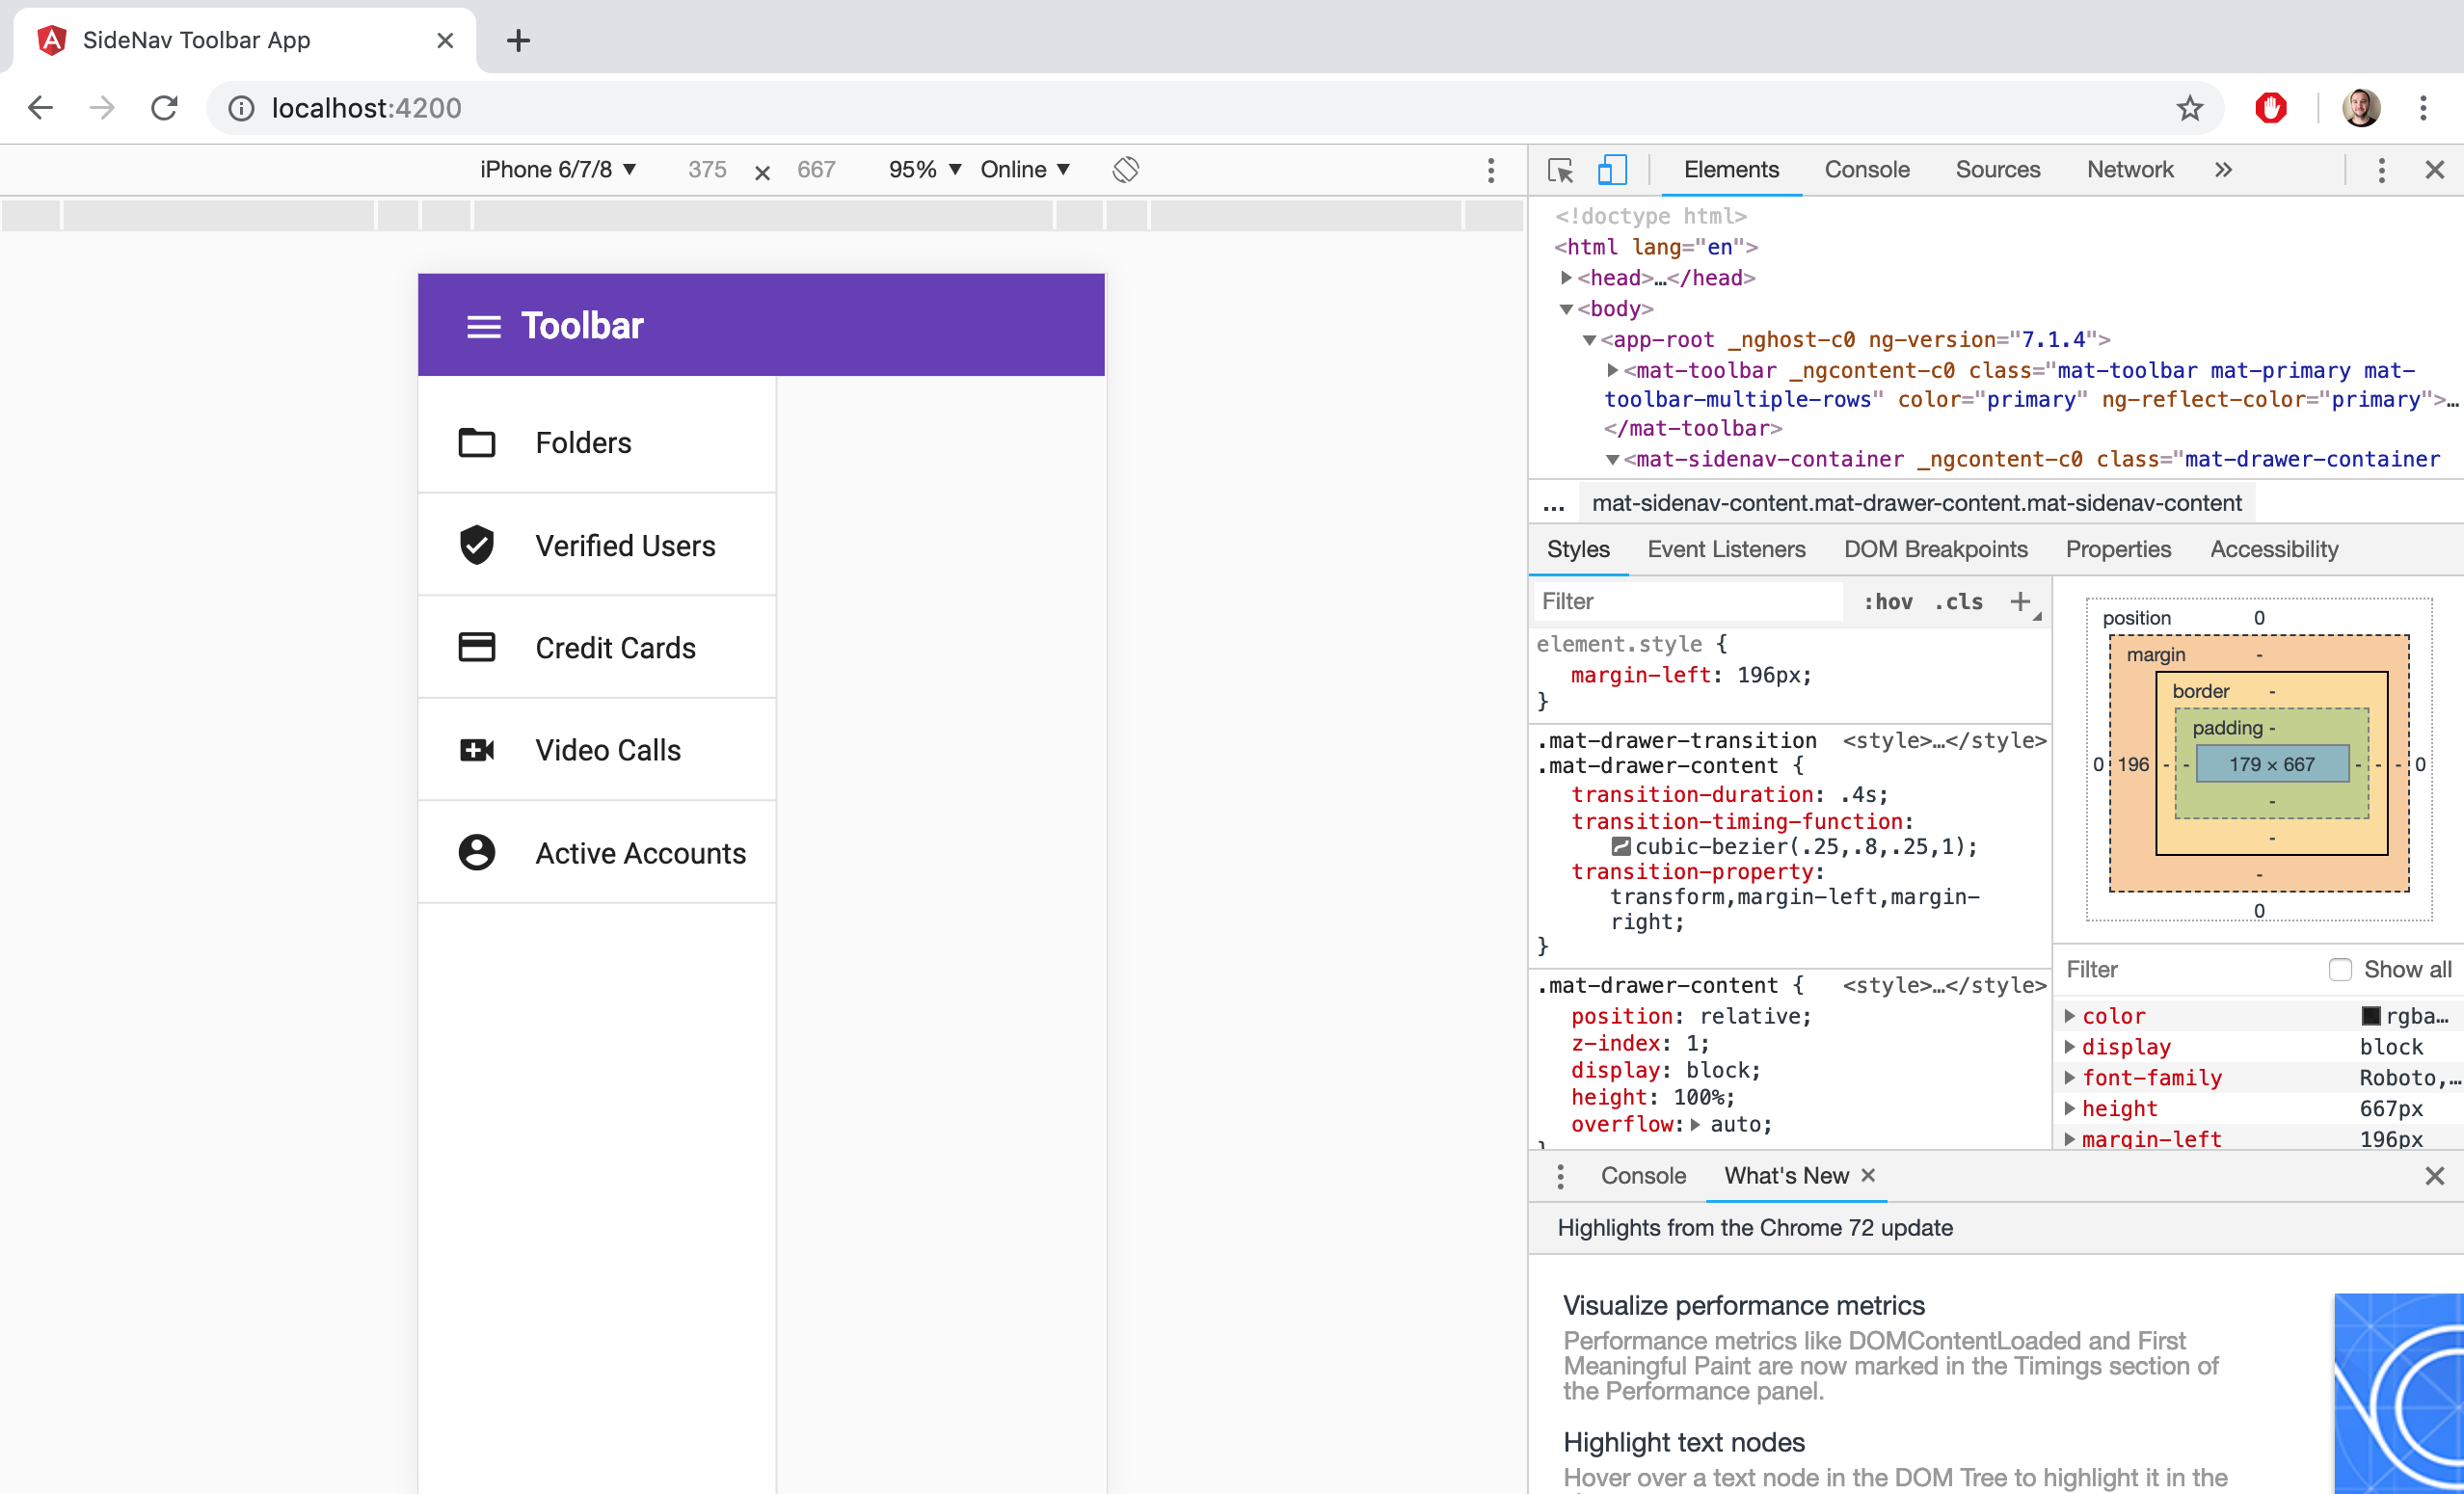 SideNav Toolbar App
localhost:4200
iPhone 6/7/8 ▼ 375 × 667 95% ▼ Online ▼
Elements Console Sources Network »
<!doctype html>
<html lang="en">
<head>…</head>
<body>
<app-root _nghost-c0 ng-version="7.1.4">
<mat-toolbar _ngcontent-c0 class="mat-toolbar mat-primary mat-
toolbar-multiple-rows" color="primary" ng-reflect-color="primary">…
</mat-toolbar>
<mat-sidenav-container _ngcontent-c0 class="mat-drawer-container
... mat-sidenav-content.mat-drawer-content.mat-sidenav-content
Toolbar
Folders
Verified Users
Credit Cards
Video Calls
Active Accounts
Styles Event Listeners DOM Breakpoints Properties Accessibility
Filter :hov .cls +
element.style {
margin-left: 196px;
}
.mat-drawer-transition <style>…</style>
.mat-drawer-content {
transition-duration: .4s;
transition-timing-function:
cubic-bezier(.25,.8,.25,1);
transition-property:
transform,margin-left,margin-
right;
}
.mat-drawer-content { <style>…</style>
position: relative;
z-index: 1;
display: block;
height: 100%;
overflow: auto;
}
position 0
margin -
border -
padding -
0 196 - - 179 × 667 - - - 0
-
-
-
0
Filter Show all
color rgba…
display block
font-family Roboto,…
height 667px
margin-left 196px
Console What's New ×
Highlights from the Chrome 72 update
Visualize performance metrics
Performance metrics like DOMContentLoaded and First
Meaningful Paint are now marked in the Timings section of
the Performance panel.
Highlight text nodes
Hover over a text node in the DOM Tree to highlight it in the